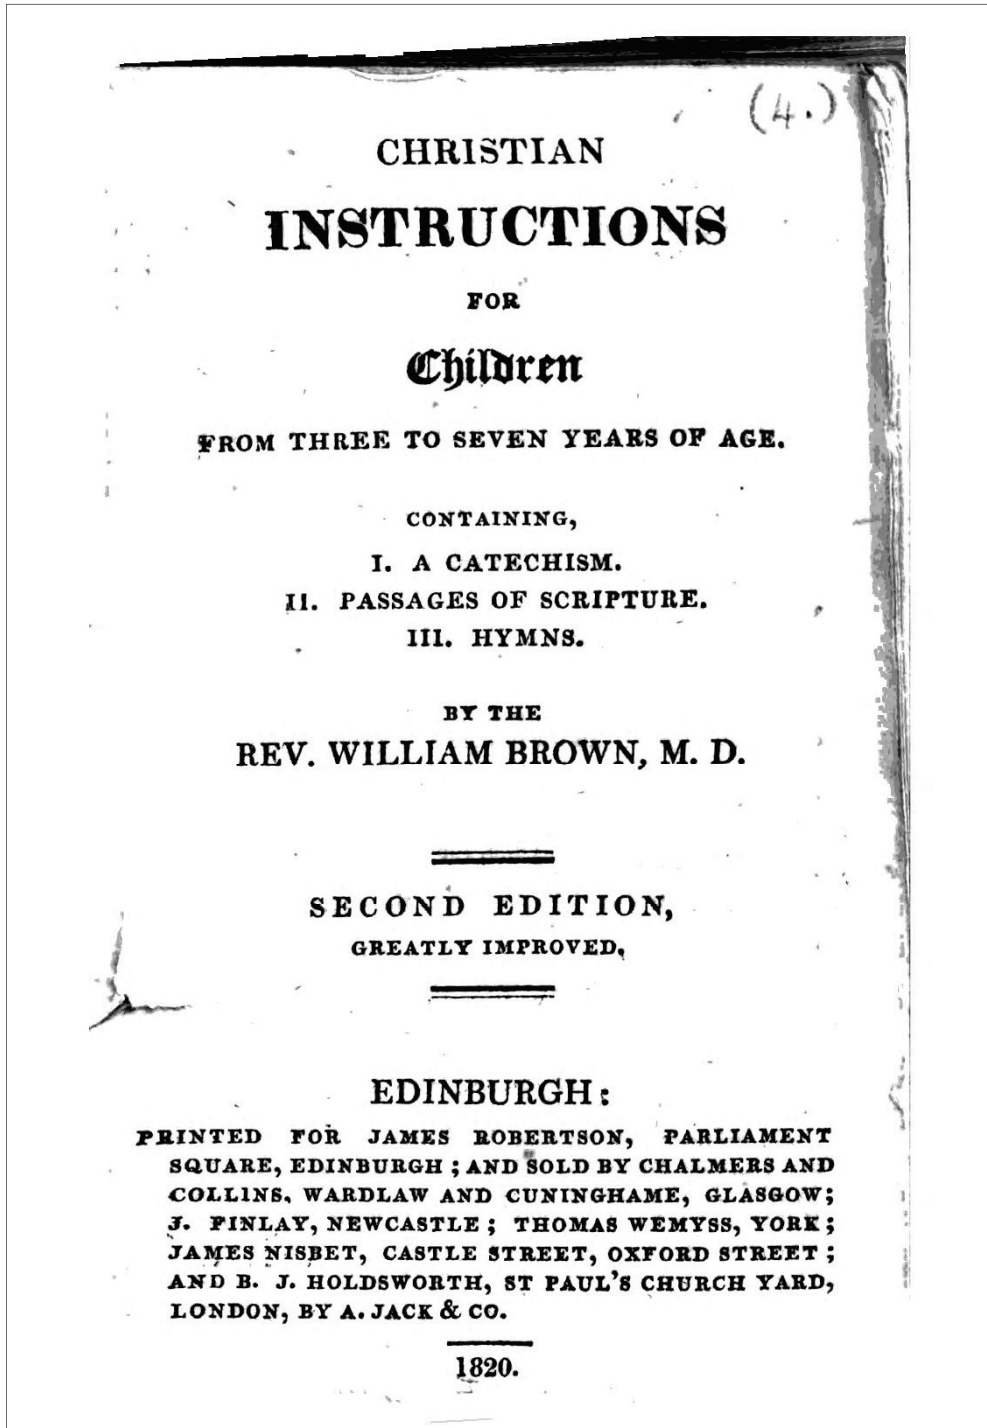 (4.)
CHRISTIAN
INSTRUCTIONS
FOR
Children
FROM THREE TO SEVEN YEARS OF AGE.
CONTAINING,
I. A CATECHISM.
II. PASSAGES OF SCRIPTURE.
III. HYMNS.
BY THE
REV. WILLIAM BROWN, M. D.
SECOND EDITION,
GREATLY IMPROVED,
EDINBURGH:
PRINTED FOR JAMES ROBERTSON, PARLIAMENT
SQUARE, EDINBURGH; AND SOLD BY CHALMERS AND
COLLINS, WARDLAW AND CUNINGHAME, GLASGOW;
J. FINLAY, NEWCASTLE; THOMAS WEMYSS, YORK;
JAMES NISBET, CASTLE STREET, OXFORD STREET;
AND B. J. HOLDSWORTH, ST PAUL'S CHURCH YARD,
LONDON, BY A. JACK & CO.
1820.